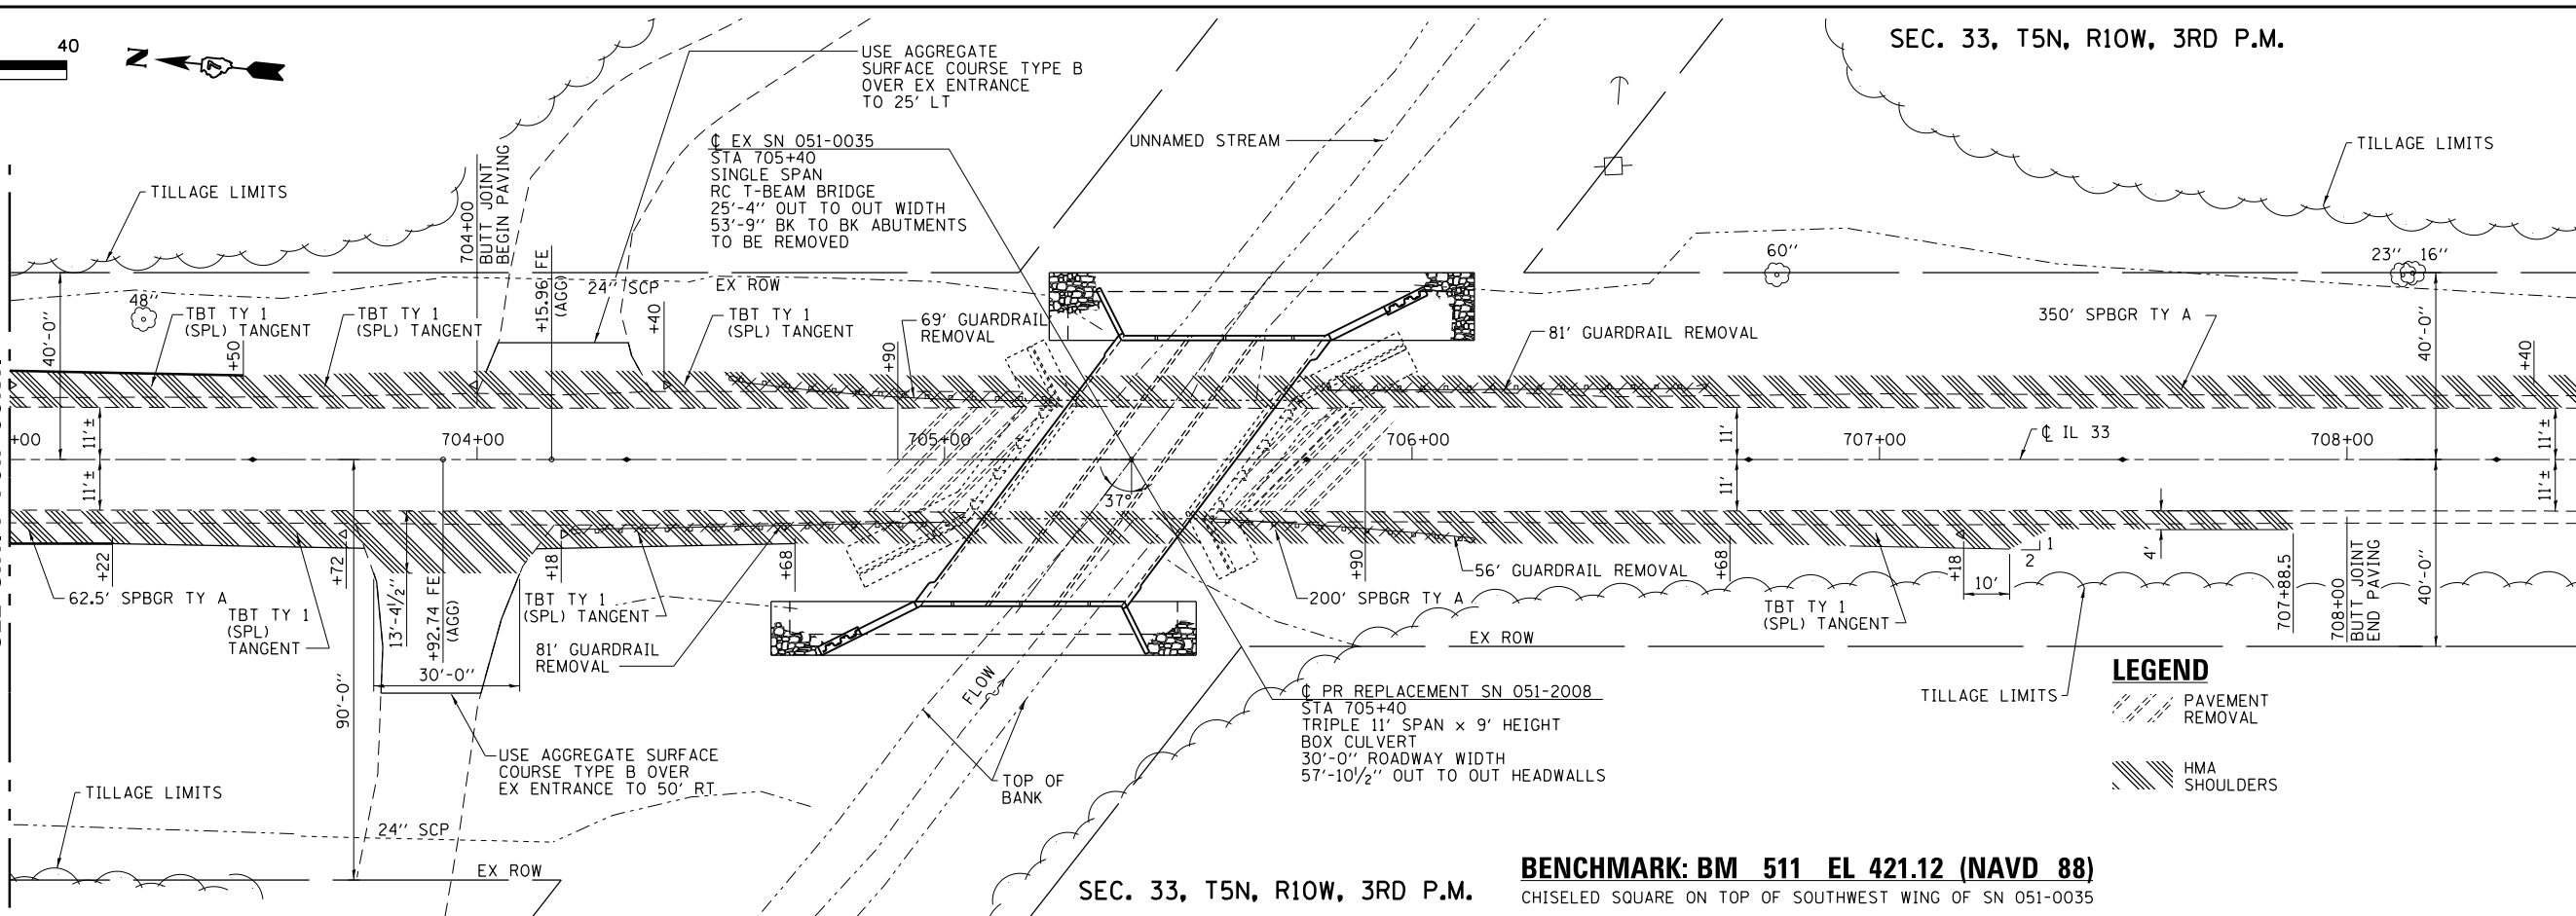 40
N
SEC. 33, T5N, R10W, 3RD P.M.
USE AGGREGATE
SURFACE COURSE TYPE B
OVER EX ENTRANCE
TO 25' LT
℄ EX SN 051-0035
STA 705+40
SINGLE SPAN
RC T-BEAM BRIDGE
25'-4" OUT TO OUT WIDTH
53'-9" BK TO BK ABUTMENTS
TO BE REMOVED
UNNAMED STREAM
TILLAGE LIMITS
TILLAGE LIMITS
704+00
BUTT JOINT
BEGIN PAVING
+15.96 FE
(AGG)
24" SCP
EX ROW
60"
23"
16"
48"
40'-0"
TBT TY 1
(SPL) TANGENT
+50
TBT TY 1
(SPL) TANGENT
+40
TBT TY 1
(SPL) TANGENT
+90
69' GUARDRAIL
REMOVAL
81' GUARDRAIL REMOVAL
350' SPBGR TY A
40'-0"
+40
+00
11'±
704+00
705+00
706+00
11'
707+00
℄ IL 33
708+00
11'±
11'±
11'
11'±
37°
+22
62.5' SPBGR TY A
TBT TY 1
(SPL)
TANGENT
+72
13'-4½"
+92.74 FE
(AGG)
30'-0"
90'-0"
+18
TBT TY 1
(SPL) TANGENT
81' GUARDRAIL
REMOVAL
+68
+90
56' GUARDRAIL REMOVAL
200' SPBGR TY A
+68
TBT TY 1
(SPL) TANGENT
+18
10'
1
2
4'
707+88.5
708+00
BUTT JOINT
END PAVING
40'-0"
EX ROW
FLOW
℄ PR REPLACEMENT SN 051-2008
STA 705+40
TRIPLE 11' SPAN x 9' HEIGHT
BOX CULVERT
30'-0" ROADWAY WIDTH
57'-10½" OUT TO OUT HEADWALLS
TILLAGE LIMITS
LEGEND
PAVEMENT
REMOVAL
HMA
SHOULDERS
USE AGGREGATE SURFACE
COURSE TYPE B OVER
EX ENTRANCE TO 50' RT
TOP OF
BANK
TILLAGE LIMITS
24" SCP
EX ROW
SEC. 33, T5N, R10W, 3RD P.M.
BENCHMARK: BM 511 EL 421.12 (NAVD 88)
CHISELED SQUARE ON TOP OF SOUTHWEST WING OF SN 051-0035